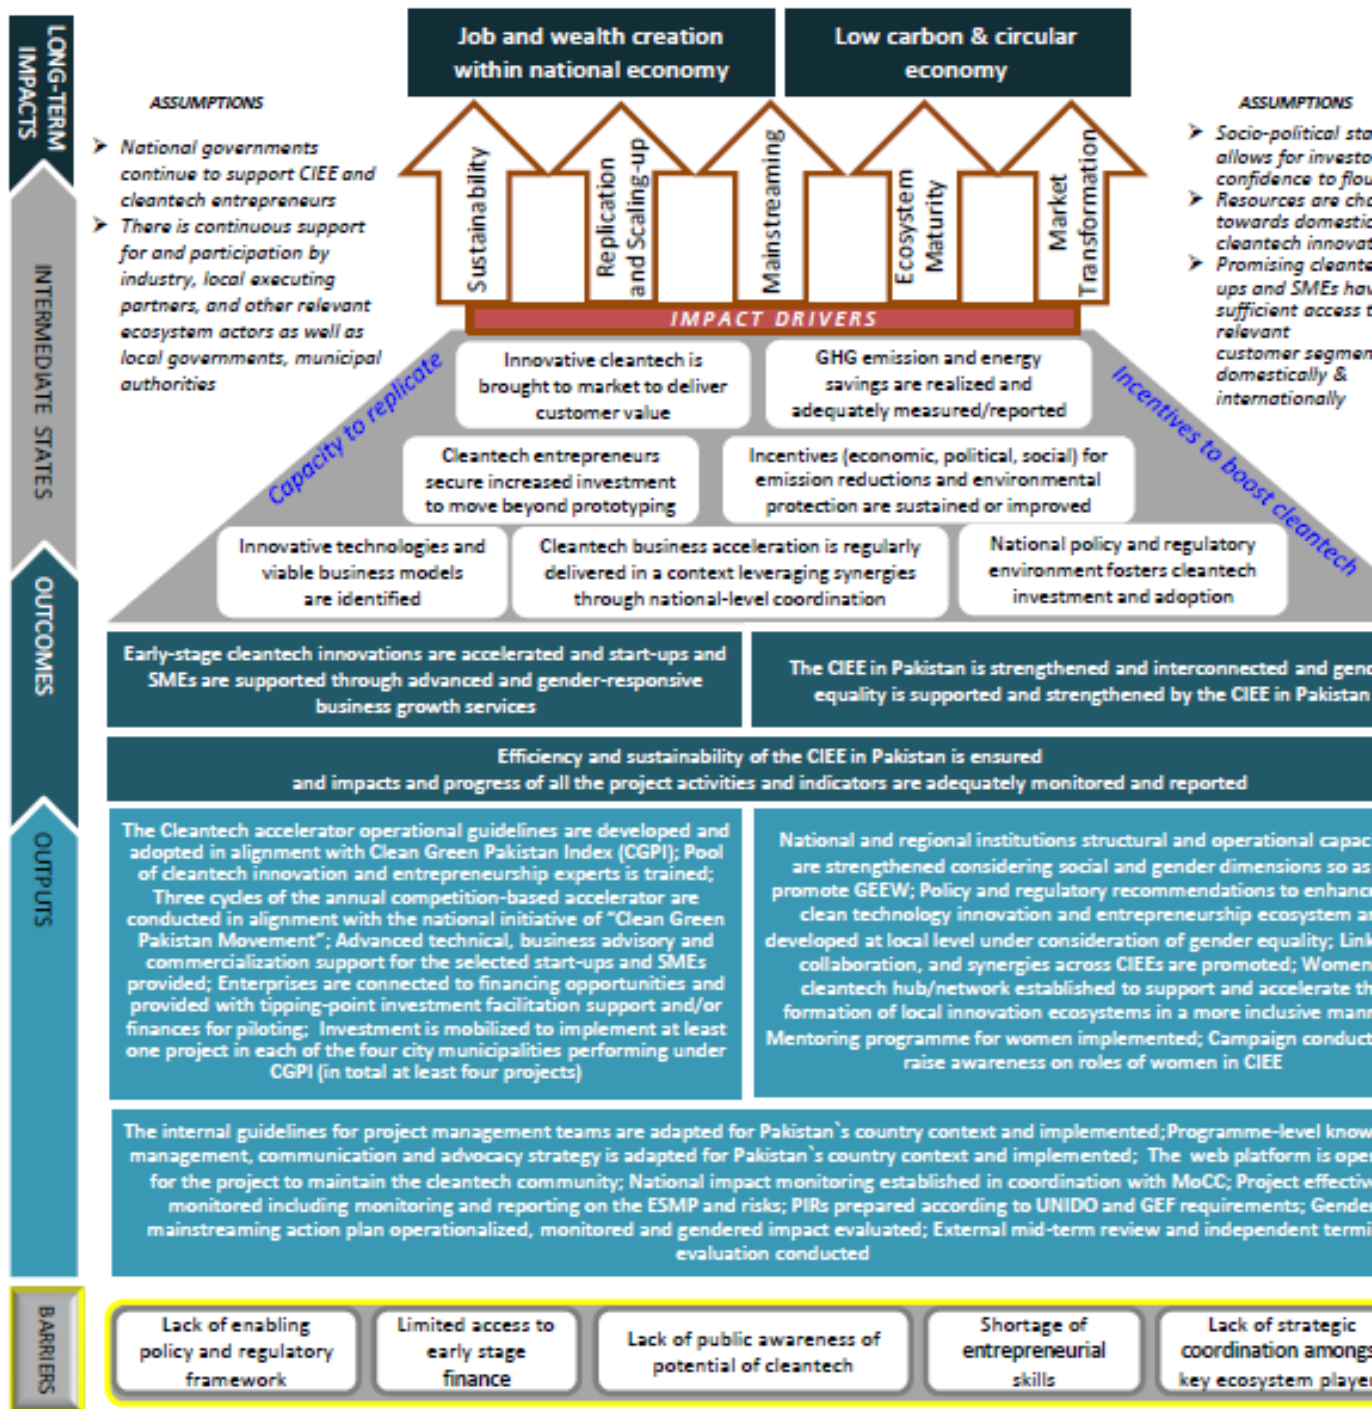 LONG-TERM
IMPACTS
Job and wealth creation
within national economy
Low carbon & circular
economy
ASSUMPTIONS
➤ National governments
continue to support CIEE and
cleantech entrepreneurs
➤ There is continuous support
for and participation by
industry, local executing
partners, and other relevant
ecosystem actors as well as
local governments, municipal
authorities
Sustainability
Replication
and Scaling-up
Mainstreaming
Ecosystem
Maturity
Market
Transformation
IMPACT DRIVERS
ASSUMPTIONS
➤ Socio-political sta
allows for investo
confidence to flou
➤ Resources are cha
towards domestic
cleantech innovat
➤ Promising cleante
ups and SMEs hav
sufficient access t
relevant
customer segmen
domestically &
internationally
INTERMEDIATE STATES
Capacity to replicate
Incentives to boost cleantech
Innovative cleantech is
brought to market to deliver
customer value
GHG emission and energy
savings are realized and
adequately measured/reported
Cleantech entrepreneurs
secure increased investment
to move beyond prototyping
Incentives (economic, political, social) for
emission reductions and environmental
protection are sustained or improved
Innovative technologies and
viable business models
are identified
Cleantech business acceleration is regularly
delivered in a context leveraging synergies
through national-level coordination
National policy and regulatory
environment fosters cleantech
investment and adoption
OUTCOMES
Early-stage cleantech innovations are accelerated and start-ups and
SMEs are supported through advanced and gender-responsive
business growth services
The CIEE in Pakistan is strengthened and interconnected and gend
equality is supported and strengthened by the CIEE in Pakistan
Efficiency and sustainability of the CIEE in Pakistan is ensured
and impacts and progress of all the project activities and indicators are adequately monitored and reported
OUTPUTS
The Cleantech accelerator operational guidelines are developed and
adopted in alignment with Clean Green Pakistan Index (CGPI); Pool
of cleantech innovation and entrepreneurship experts is trained;
Three cycles of the annual competition-based accelerator are
conducted in alignment with the national initiative of "Clean Green
Pakistan Movement"; Advanced technical, business advisory and
commercialization support for the selected start-ups and SMEs
provided; Enterprises are connected to financing opportunities and
provided with tipping-point investment facilitation support and/or
finances for piloting; Investment is mobilized to implement at least
one project in each of the four city municipalities performing under
CGPI (in total at least four projects)
National and regional institutions structural and operational capac
are strengthened considering social and gender dimensions so as
promote GEEW; Policy and regulatory recommendations to enhance
clean technology innovation and entrepreneurship ecosystem a
developed at local level under consideration of gender equality; Link
collaboration, and synergies across CIEEs are promoted; Women
cleantech hub/network established to support and accelerate th
formation of local innovation ecosystems in a more inclusive mann
Mentoring programme for women implemented; Campaign conduct
raise awareness on roles of women in CIEE
The internal guidelines for project management teams are adapted for Pakistan`s country context and implemented;Programme-level know
management, communication and advocacy strategy is adapted for Pakistan`s country context and implemented; The web platform is oper
for the project to maintain the cleantech community; National impact monitoring established in coordination with MoCC; Project effectiv
monitored including monitoring and reporting on the ESMP and risks; PIRs prepared according to UNIDO and GEF requirements; Gender
mainstreaming action plan operationalized, monitored and gendered impact evaluated; External mid-term review and independent termi
evaluation conducted
BARRIERS
Lack of enabling
policy and regulatory
framework
Limited access to
early stage
finance
Lack of public awareness of
potential of cleantech
Shortage of
entrepreneurial
skills
Lack of strategic
coordination amongs
key ecosystem player